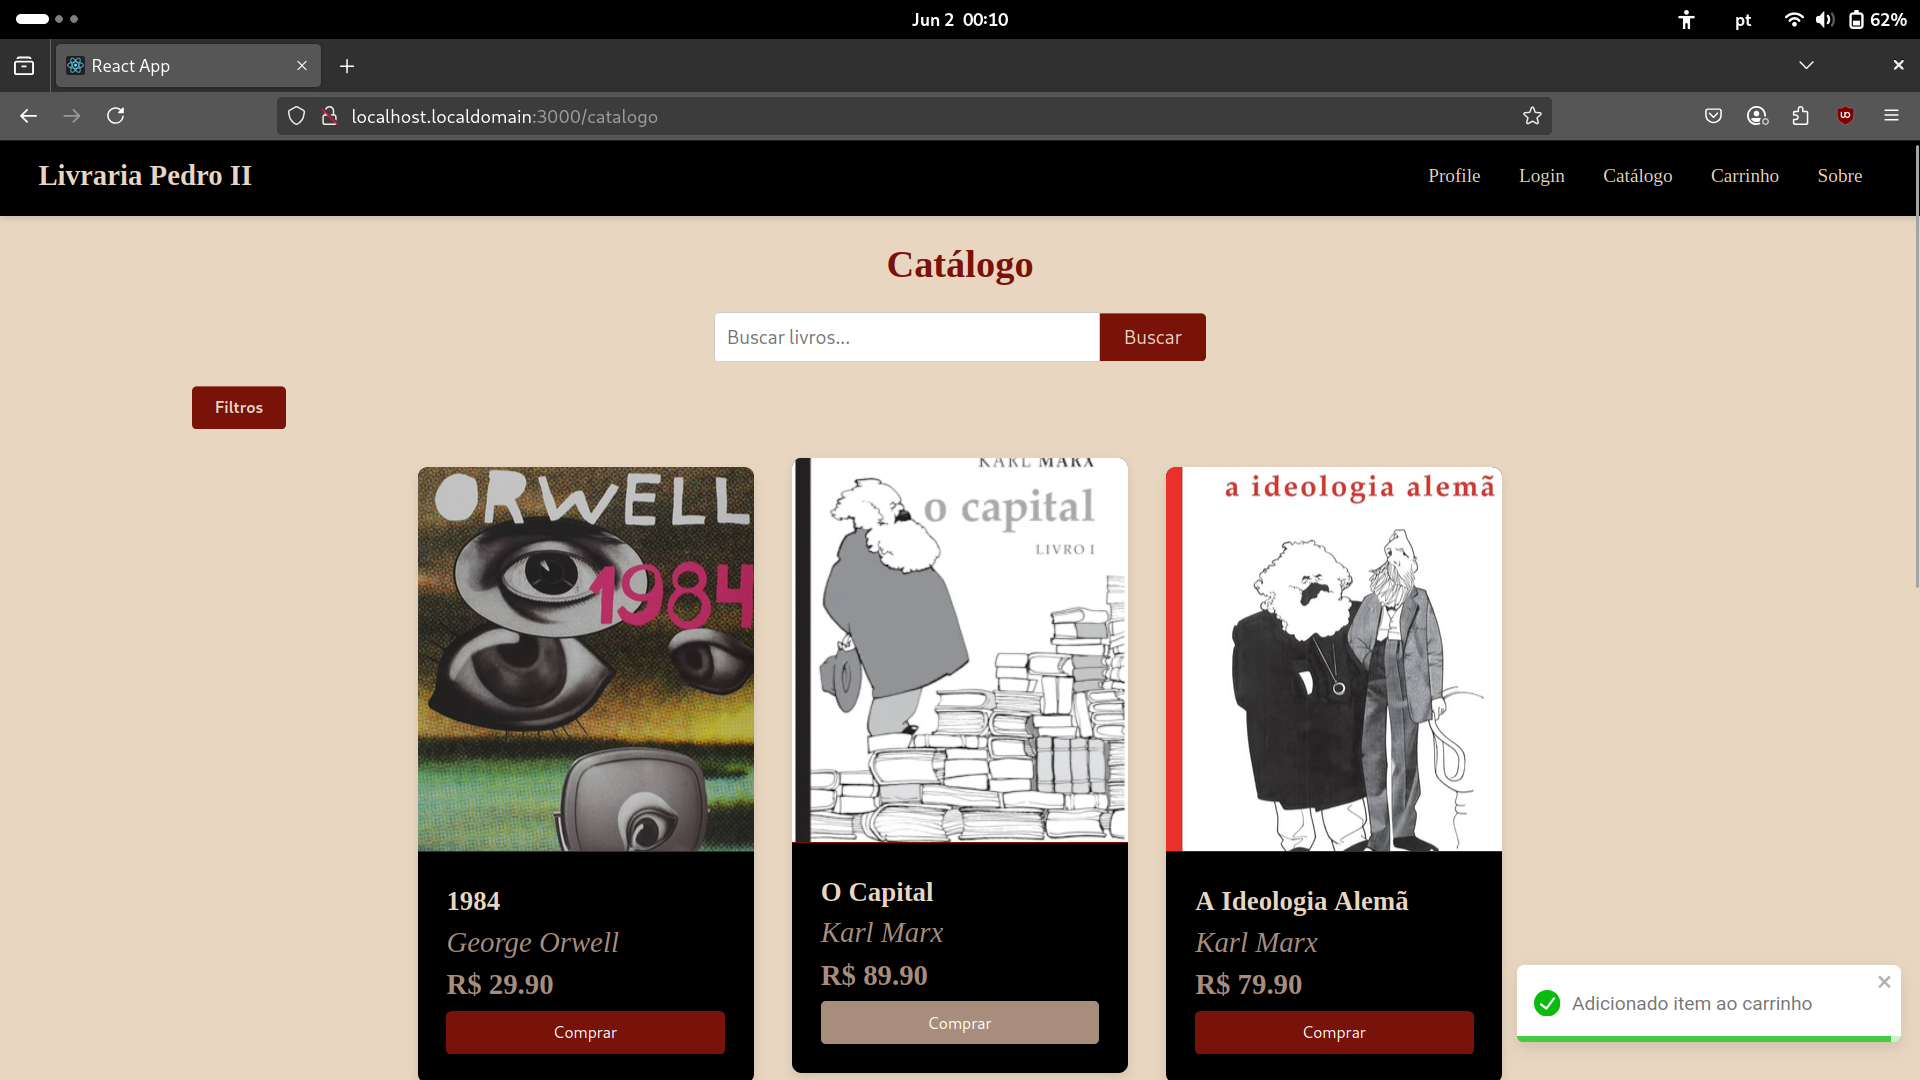 Jun 2 00:10
pt
62%
React App
localhost.localdomain:3000/catalogo
Livraria Pedro II
Profile
Login
Catálogo
Carrinho
Sobre
Catálogo
Buscar livros...
Buscar
Filtros
ORWELL
1984
KARL MARX
o capital
LIVRO I
a ideologia alemã
1984
George Orwell
R$ 29.90
Comprar
O Capital
Karl Marx
R$ 89.90
Comprar
A Ideologia Alemã
Karl Marx
R$ 79.90
Comprar
Adicionado item ao carrinho